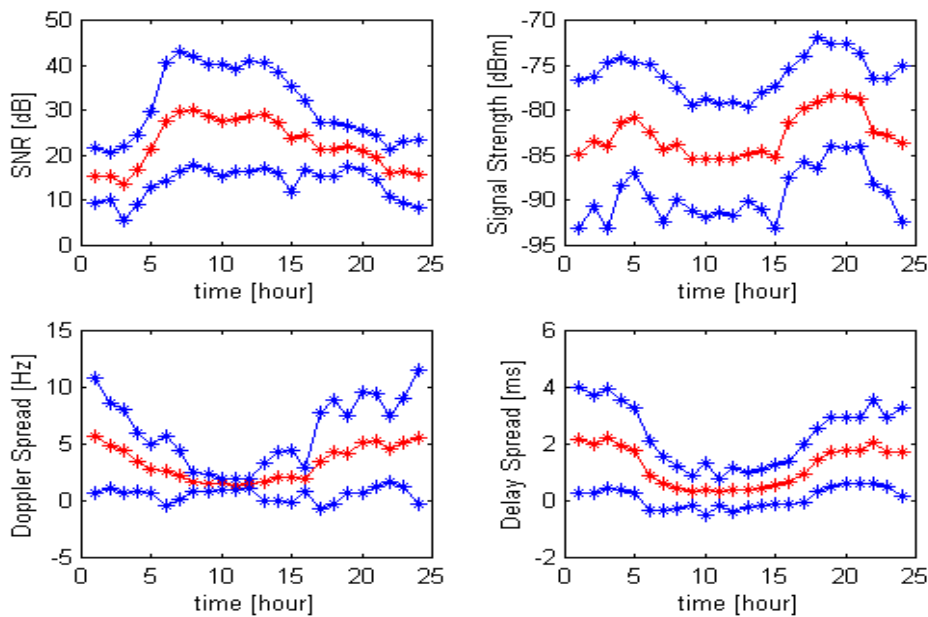 SNR [dB]
50
40
30
20
10
0
0 5 10 15 20 25
time [hour]
Signal Strength [dBm]
-70
-75
-80
-85
-90
-95
0 5 10 15 20 25
time [hour]
Doppler Spread [Hz]
15
10
5
0
-5
0 5 10 15 20 25
time [hour]
Delay Spread [ms]
6
4
2
0
-2
0 5 10 15 20 25
time [hour]